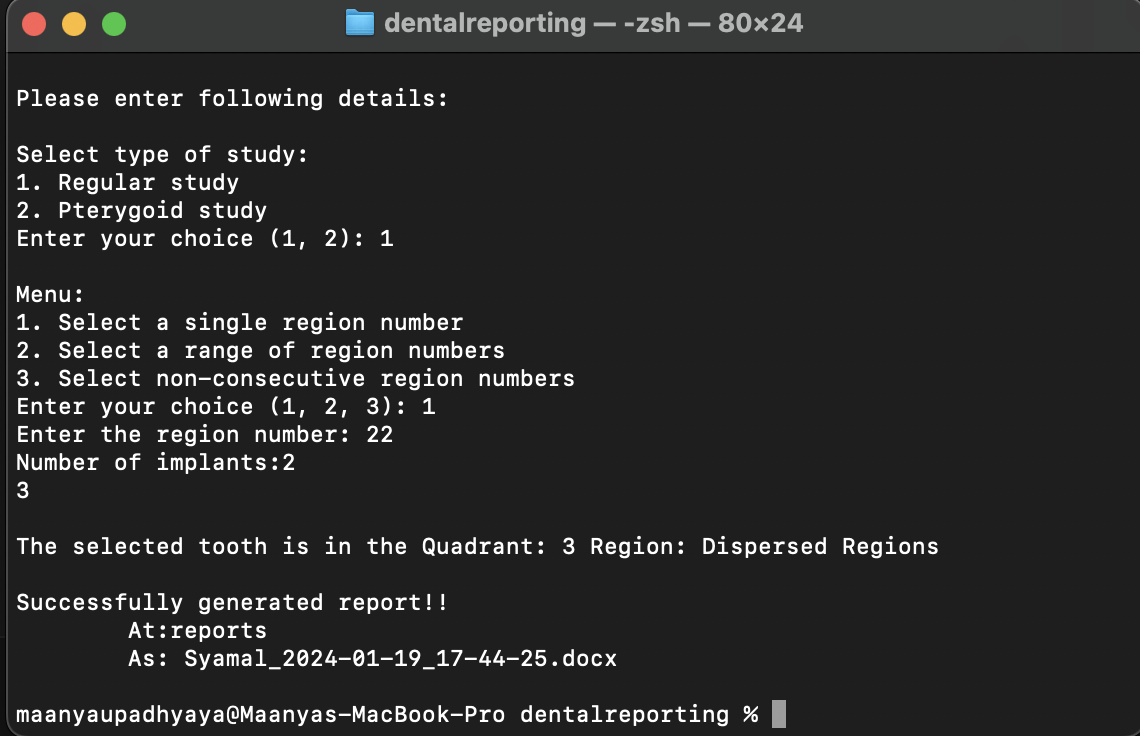 dentalreporting — -zsh — 80×24
Please enter following details:
Select type of study:
1. Regular study
2. Pterygoid study
Enter your choice (1, 2): 1
Menu:
1. Select a single region number
2. Select a range of region numbers
3. Select non-consecutive region numbers
Enter your choice (1, 2, 3): 1
Enter the region number: 22
Number of implants:2
3
The selected tooth is in the Quadrant: 3 Region: Dispersed Regions
Successfully generated report!!
At:reports
As: Syamal_2024-01-19_17-44-25.docx
maanyaupadhyaya@Maanyas-MacBook-Pro dentalreporting %